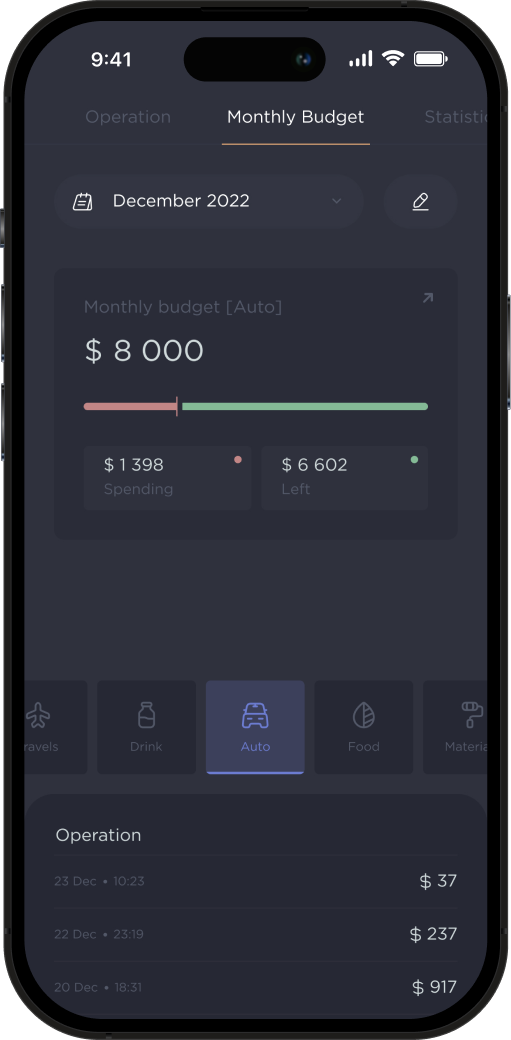 9:41
Operation Monthly Budget Statistic
December 2022
Monthly budget [Auto]
$ 8 000
$ 1 398 $ 6 602
Spending Left
ravels Drink Auto Food Materia
Operation
23 Dec • 10:23 $ 37
22 Dec • 23:19 $ 237
20 Dec • 18:31 $ 917